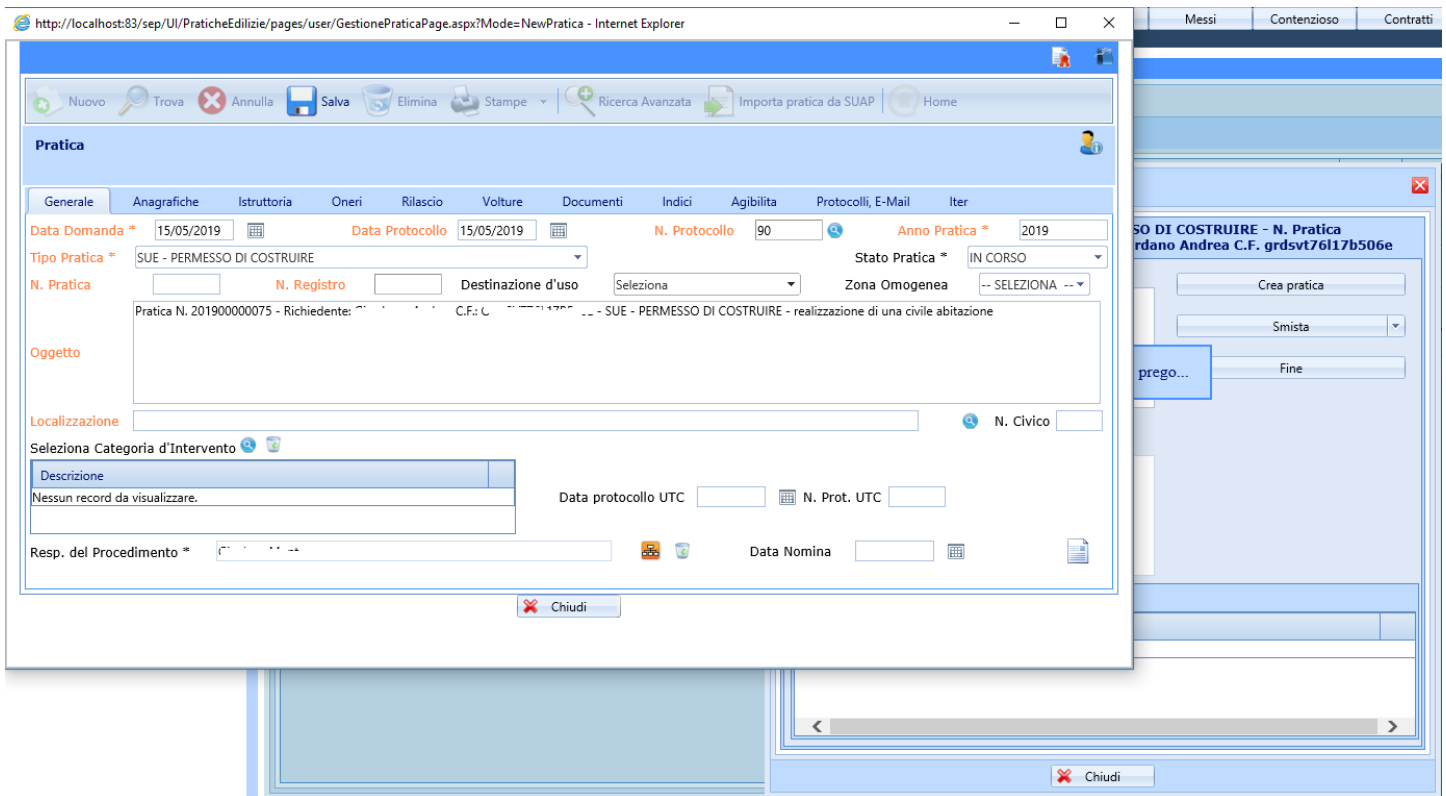 http://localhost:83/sep/UI/PraticheEdilizie/pages/user/GestionePraticaPage.aspx?Mode=NewPratica - Internet Explorer
Messi Contenzioso Contratti
Nuovo Trova Annulla Salva Elimina Stampe Ricerca Avanzata Importa pratica da SUAP Home
Pratica
Generale Anagrafiche Istruttoria Oneri Rilascio Volture Documenti Indici Agibilita Protocolli, E-Mail Iter
Data Domanda * 15/05/2019 Data Protocollo 15/05/2019 N. Protocollo 90 Anno Pratica * 2019
Tipo Pratica * SUE - PERMESSO DI COSTRUIRE Stato Pratica * IN CORSO
N. Pratica N. Registro Destinazione d'uso Seleziona Zona Omogenea -- SELEZIONA --
Pratica N. 201900000075 - Richiedente: C.F.: - SUE - PERMESSO DI COSTRUIRE - realizzazione di una civile abitazione
Oggetto
Localizzazione N. Civico
Seleziona Categoria d'Intervento
Descrizione
Nessun record da visualizzare.
Data protocollo UTC N. Prot. UTC
Resp. del Procedimento * Data Nomina
Chiudi
SO DI COSTRUIRE - N. Pratica
rdano Andrea C.F. grdsvt76l17b506e
Crea pratica
Smista
prego...
Fine
Chiudi